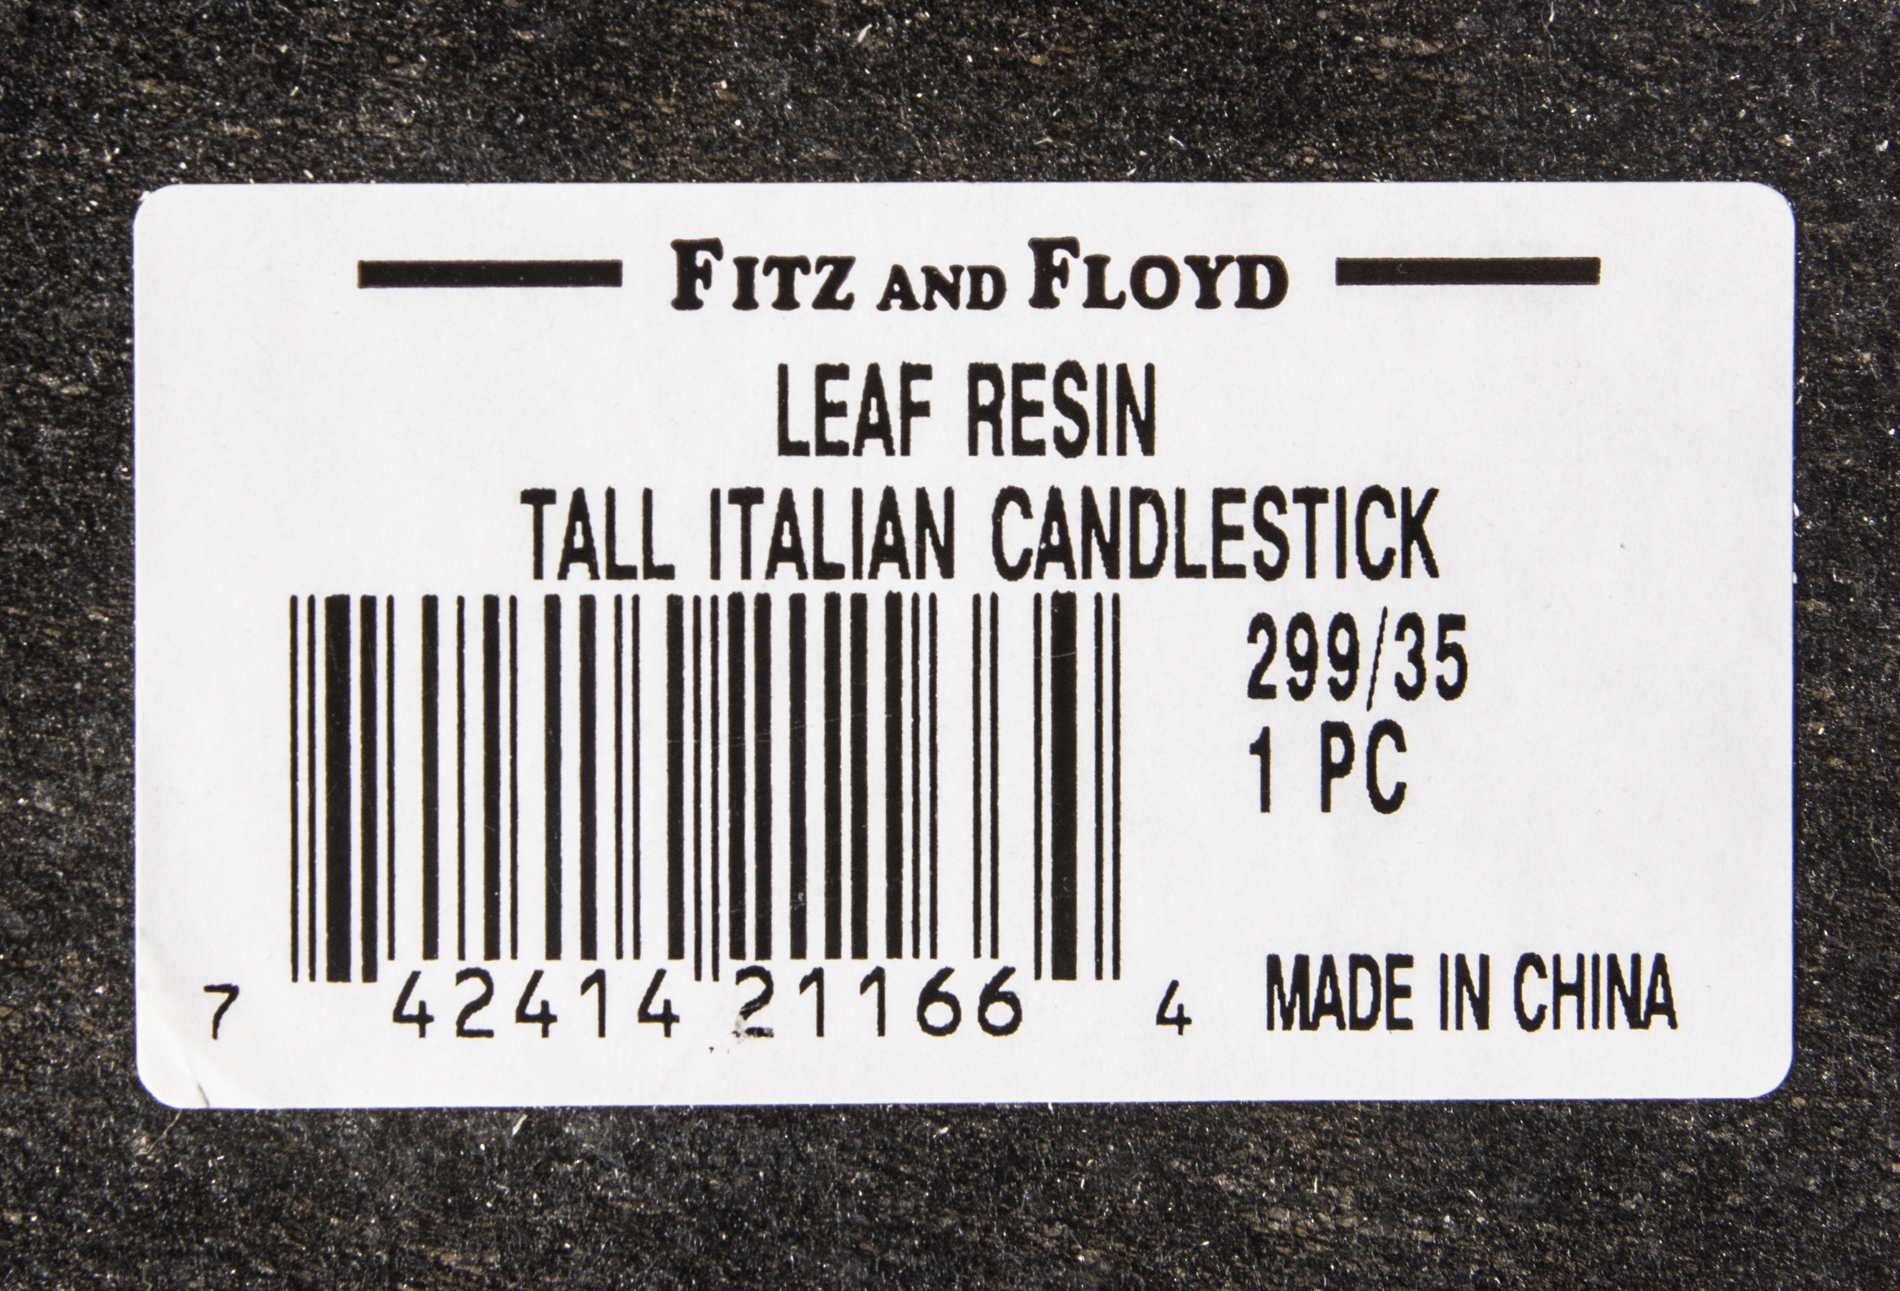 FITZ AND FLOYD
LEAF RESIN
TALL ITALIAN CANDLESTICK
299/35
1 PC
7 42414 21166 4
MADE IN CHINA